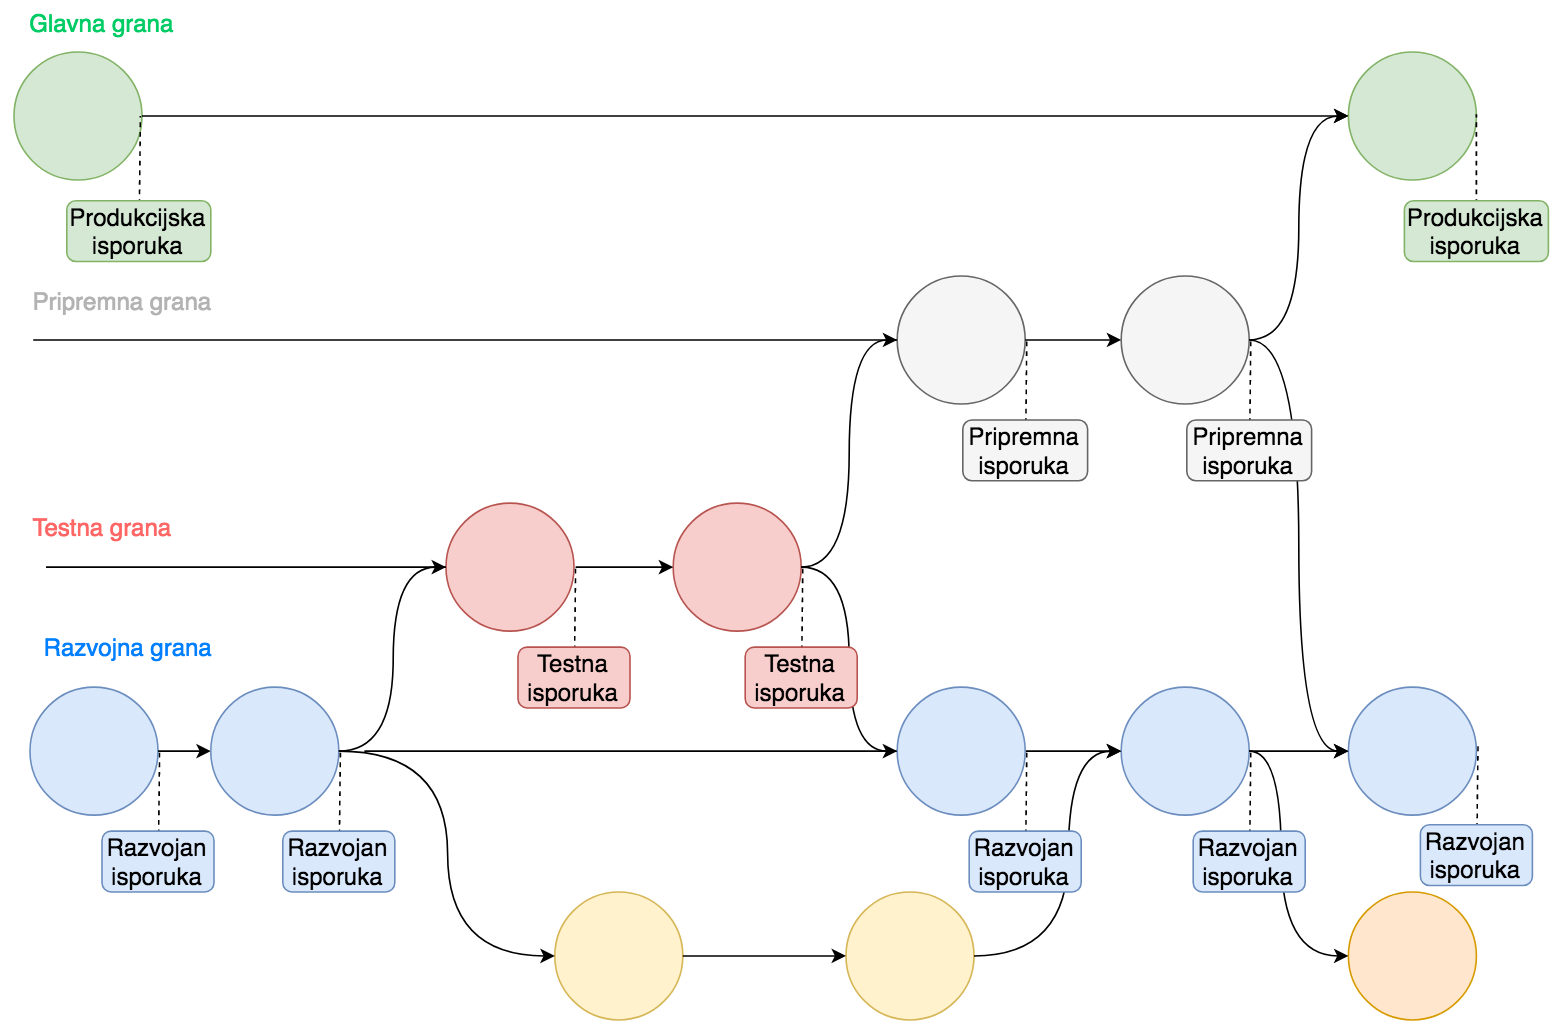 Glavna grana
Produkcijska
isporuka
Produkcijska
isporuka
Pripremna grana
Pripremna
isporuka
Pripremna
isporuka
Testna grana
Testna
isporuka
Testna
isporuka
Razvojna grana
Razvojan
isporuka
Razvojan
isporuka
Razvojan
isporuka
Razvojan
isporuka
Razvojan
isporuka